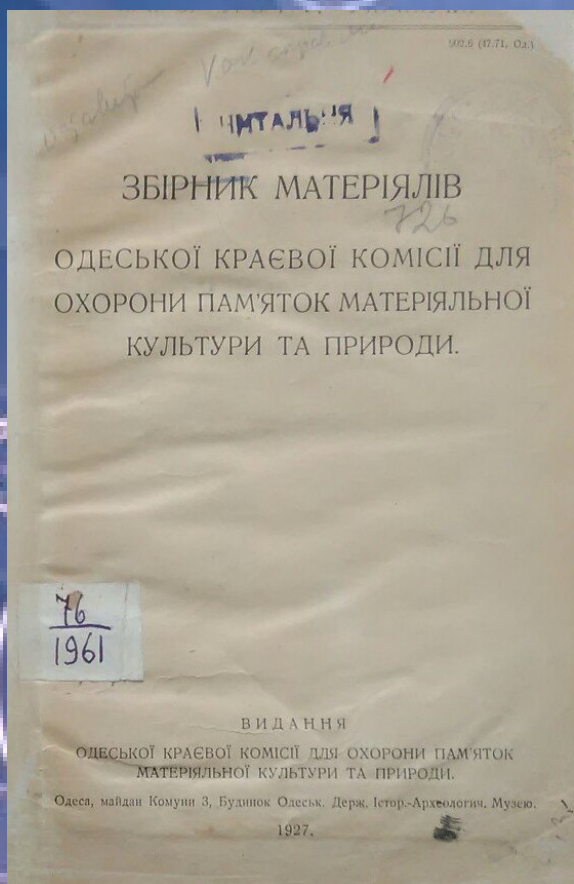 902.6 (47.71, Од.)
ЧИТАЛЬНЯ
ЗБІРНИК МАТЕРІЯЛІВ
726
ОДЕСЬКОЇ КРАЄВОЇ КОМІСІЇ ДЛЯ
ОХОРОНИ ПАМ'ЯТОК МАТЕРІЯЛЬНОЇ
КУЛЬТУРИ ТА ПРИРОДИ.
76
1961
ВИДАННЯ
ОДЕСЬКОЇ КРАЄВОЇ КОМІСІЇ ДЛЯ ОХОРОНИ ПАМ'ЯТОК
МАТЕРІЯЛЬНОЇ КУЛЬТУРИ ТА ПРИРОДИ.
Одеса, майдан Комуни 3, Будинок Одеськ. Держ. Істор.-Археологич. Музею.
1927.